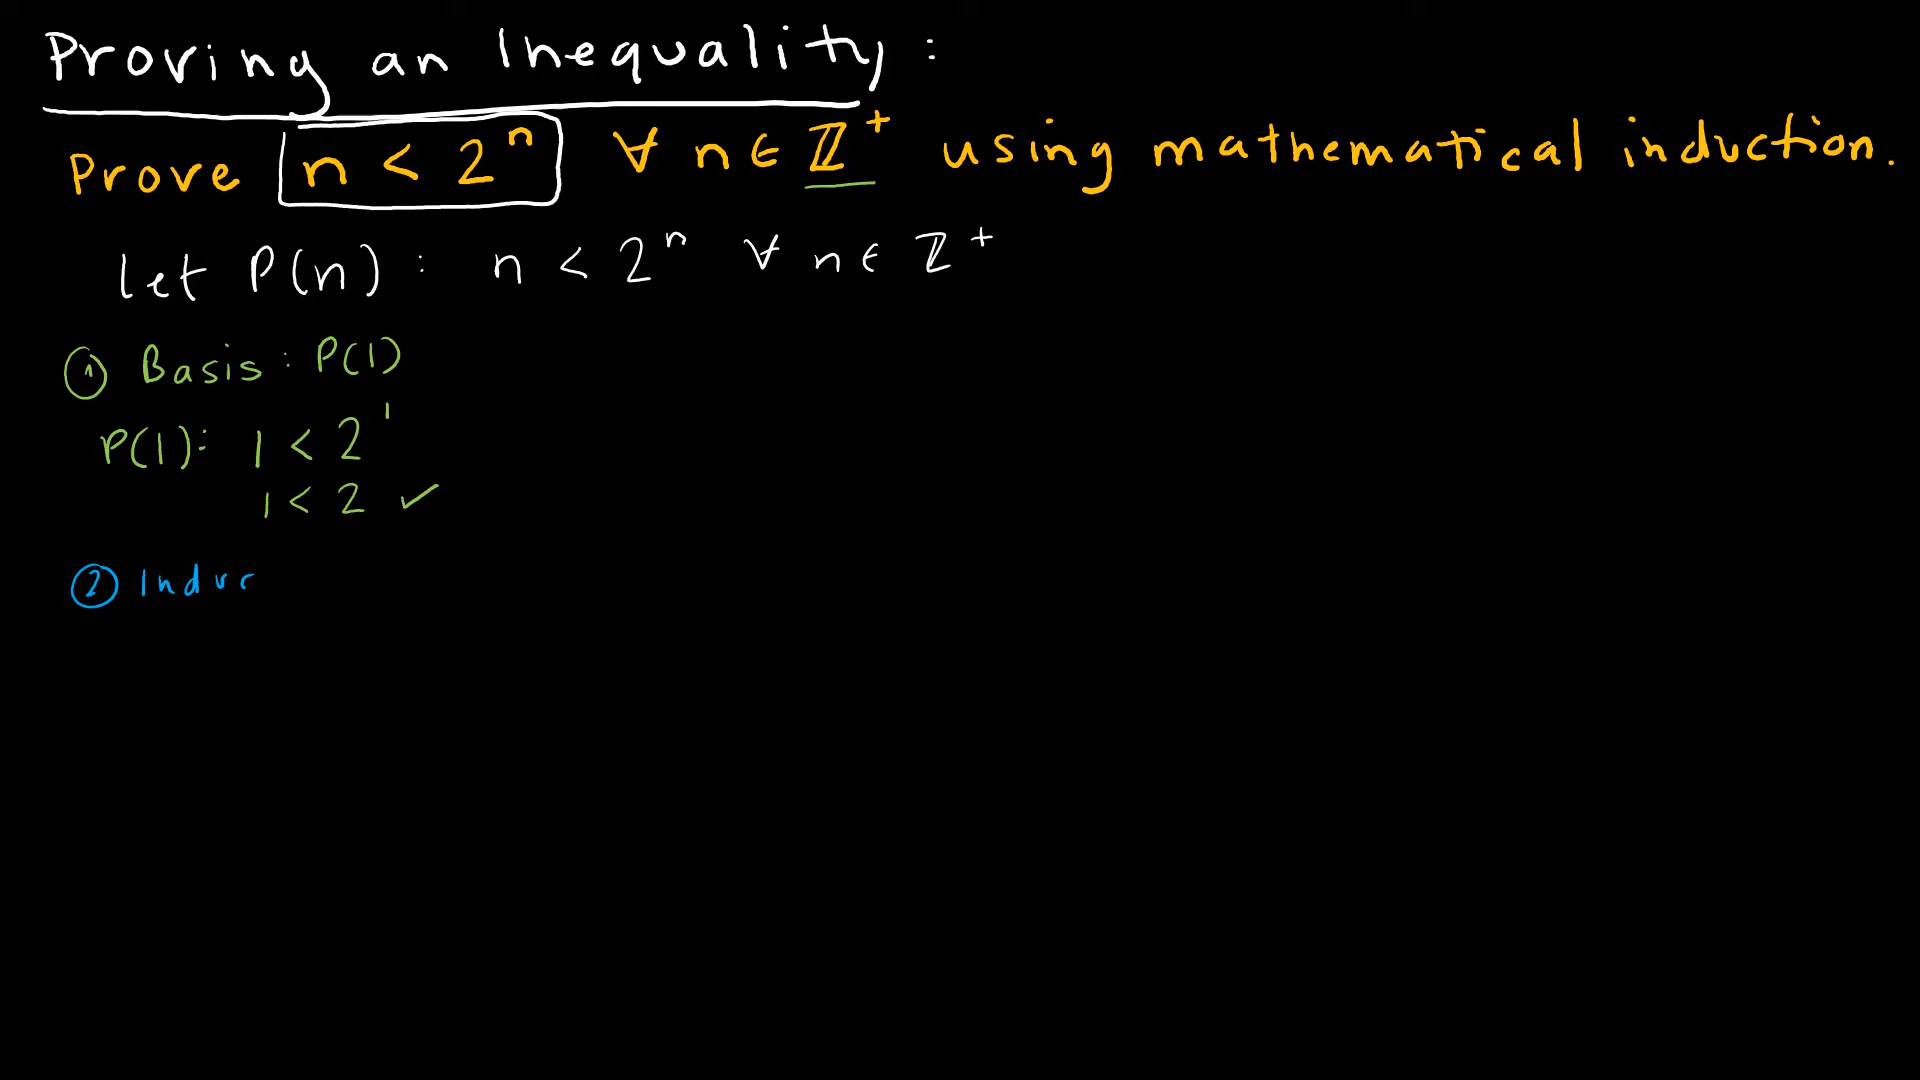 Proving an Inequality:
Prove n < 2ⁿ ∀ n ∈ ℤ⁺ using mathematical induction.
let P(n): n < 2ⁿ ∀ n ∈ ℤ⁺
① Basis: P(1)
P(1): 1 < 2¹
1 < 2 ✓
② Induc